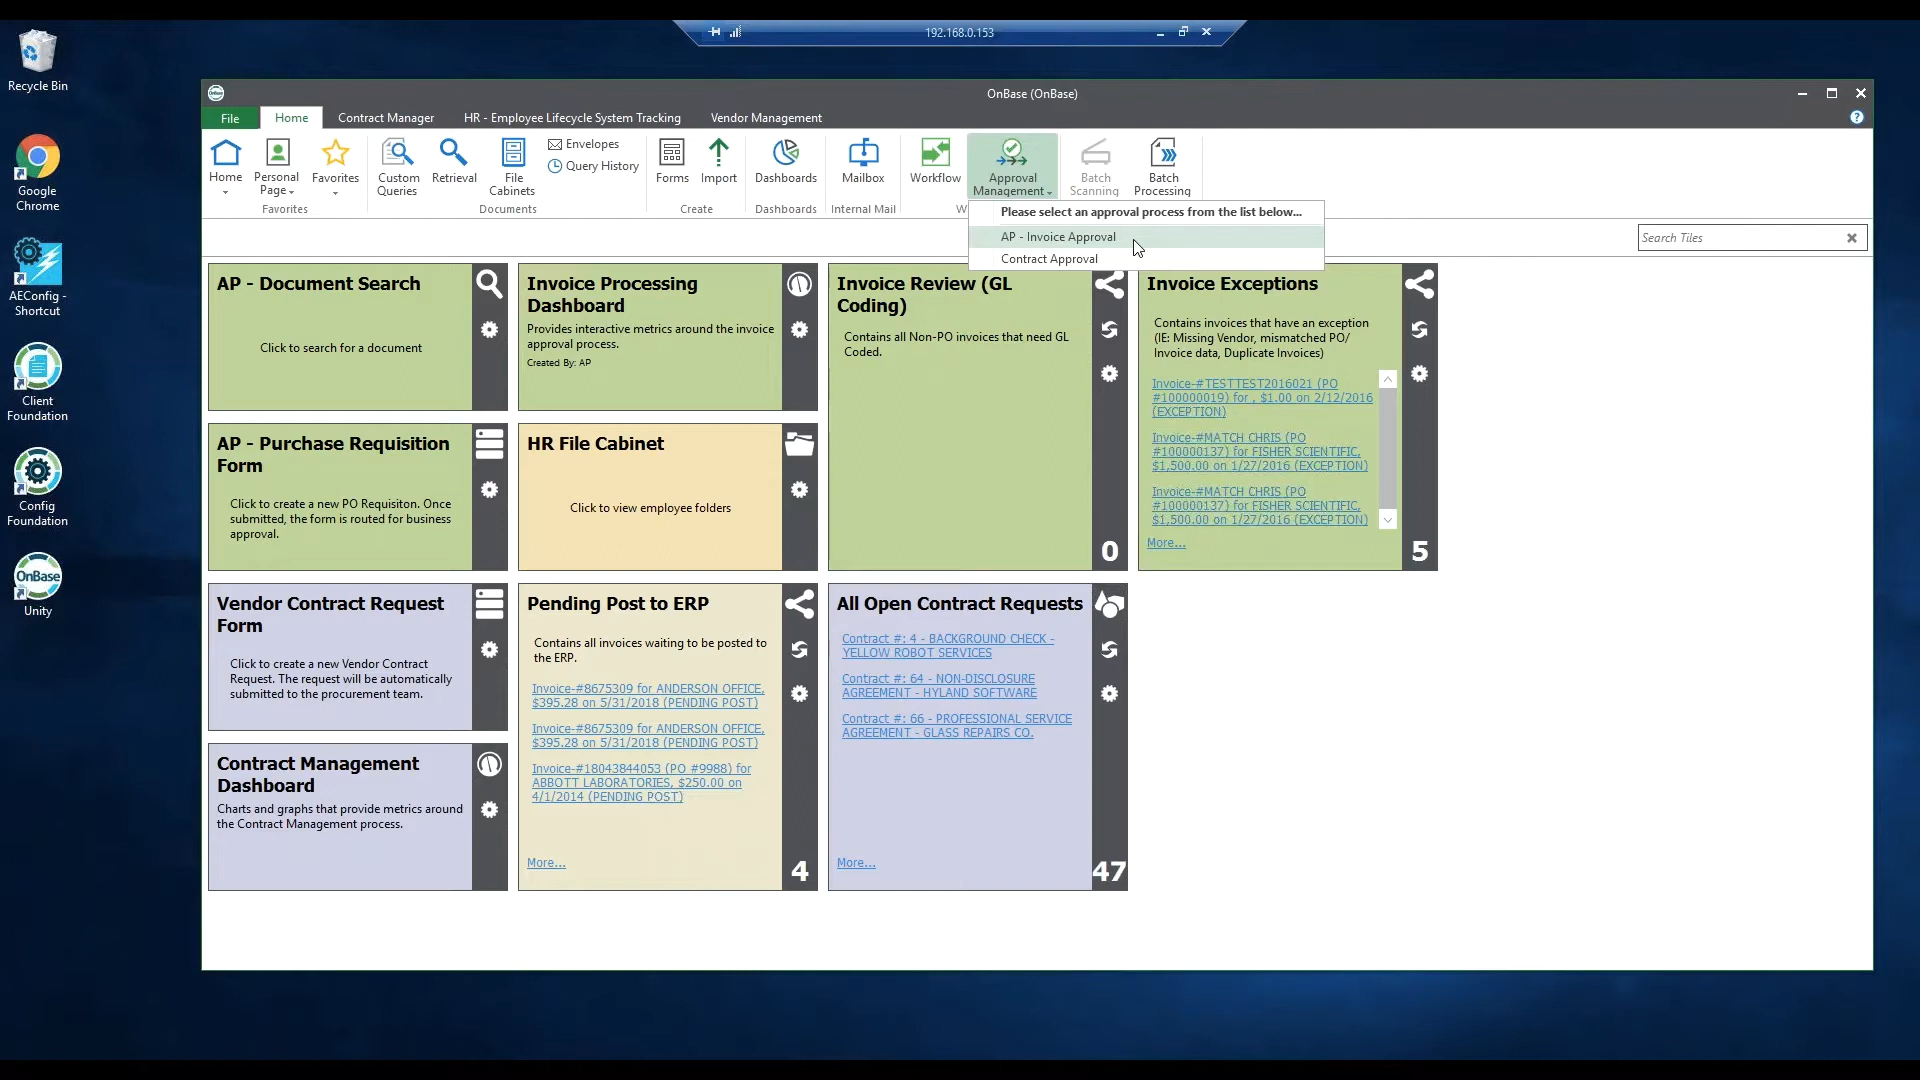 192.168.0.153
Recycle Bin
Google
Chrome
AEConfig -
Shortcut
Client
Foundation
Config
Foundation
OnBase
Unity
OnBase
OnBase (OnBase)
File
Home
Contract Manager
HR - Employee Lifecycle System Tracking
Vendor Management
?
Home
Personal
Page
Favorites
Favorites
Custom
Queries
Retrieval
File
Cabinets
Envelopes
Query History
Documents
Forms
Import
Create
Dashboards
Dashboards
Mailbox
Internal Mail
Workflow
W
Approval
Management
Batch
Scanning
Batch
Processing
Please select an approval process from the list below...
AP - Invoice Approval
Contract Approval
Search Tiles
AP - Document Search
Click to search for a document
Invoice Processing
Dashboard
Provides interactive metrics around the invoice
approval process.
Created By: AP
Invoice Review (GL
Coding)
Contains all Non-PO invoices that need GL
Coded.
0
Invoice Exceptions
Contains invoices that have an exception
(IE: Missing Vendor, mismatched PO/
Invoice data, Duplicate Invoices)
Invoice-#TESTTEST2016021 (PO
#100000019) for , $1.00 on 2/12/2016
(EXCEPTION)
Invoice-#MATCH CHRIS (PO
#100000137) for FISHER SCIENTIFIC,
$1,500.00 on 1/27/2016 (EXCEPTION)
Invoice-#MATCH CHRIS (PO
#100000137) for FISHER SCIENTIFIC,
$1,500.00 on 1/27/2016 (EXCEPTION)
More...
5
AP - Purchase Requisition
Form
Click to create a new PO Requisiton. Once
submitted, the form is routed for business
approval.
HR File Cabinet
Click to view employee folders
Vendor Contract Request
Form
Click to create a new Vendor Contract
Request. The request will be automatically
submitted to the procurement team.
Pending Post to ERP
Contains all invoices waiting to be posted to
the ERP.
Invoice-#8675309 for ANDERSON OFFICE,
$395.28 on 5/31/2018 (PENDING POST)
Invoice-#8675309 for ANDERSON OFFICE,
$395.28 on 5/31/2018 (PENDING POST)
Invoice-#18043844053 (PO #9988) for
ABBOTT LABORATORIES, $250.00 on
4/1/2014 (PENDING POST)
More...
4
All Open Contract Requests
Contract #: 4 - BACKGROUND CHECK -
YELLOW ROBOT SERVICES
Contract #: 64 - NON-DISCLOSURE
AGREEMENT - HYLAND SOFTWARE
Contract #: 66 - PROFESSIONAL SERVICE
AGREEMENT - GLASS REPAIRS CO.
More...
47
Contract Management
Dashboard
Charts and graphs that provide metrics around
the Contract Management process.